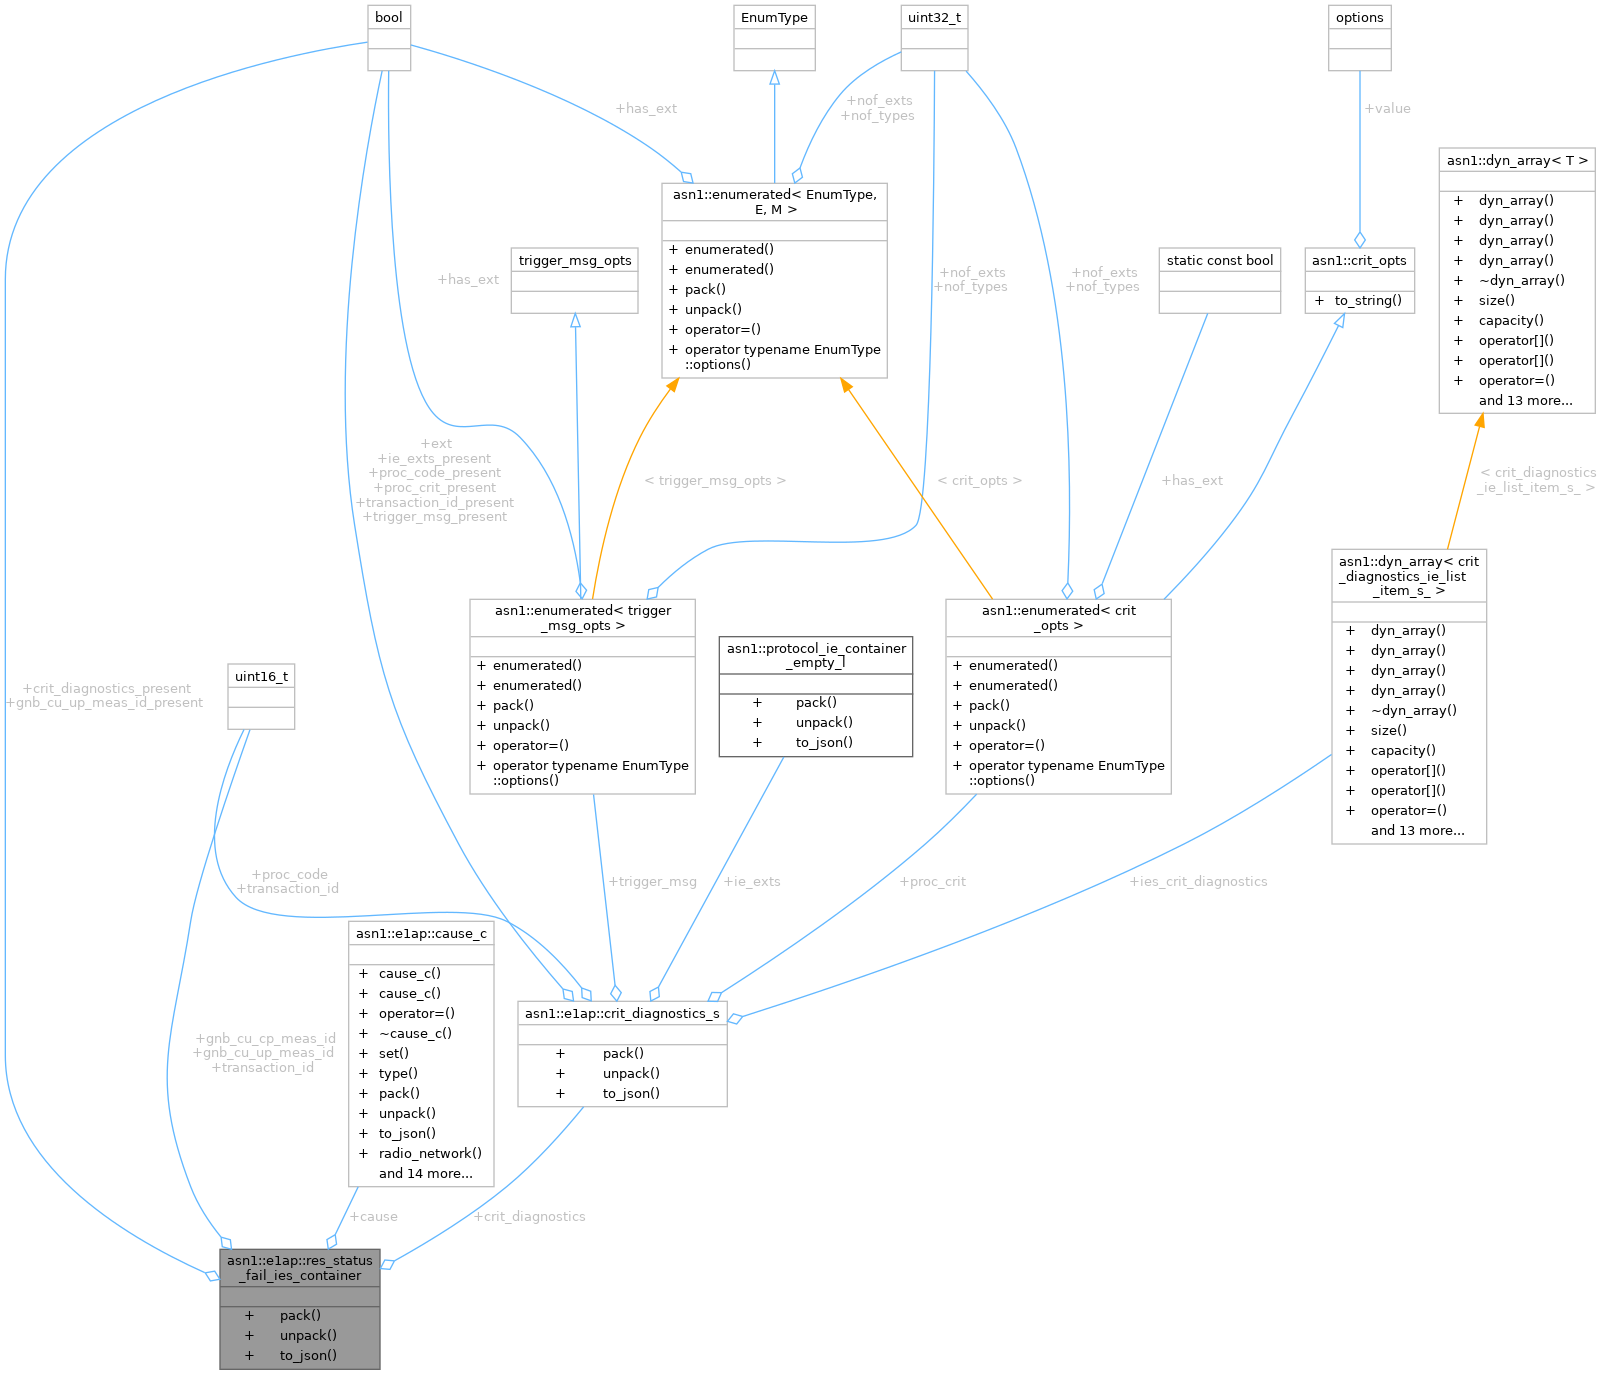 bool
EnumType
uint32_t
options
+has_ext
+nof_exts
+nof_types
+value
asn1::dyn_array< T >
+ dyn_array()
+ dyn_array()
+ dyn_array()
+ dyn_array()
+ ~dyn_array()
+ size()
+ capacity()
+ operator[]()
+ operator[]()
+ operator=()
and 13 more...
asn1::enumerated< EnumType,
E, M >
+ enumerated()
+ enumerated()
+ pack()
+ unpack()
+ operator=()
+ operator typename EnumType
::options()
trigger_msg_opts
static const bool
asn1::crit_opts
+ to_string()
+has_ext
+nof_exts
+nof_types
+nof_exts
+nof_types
+ext
+ie_exts_present
+proc_code_present
+proc_crit_present
+transaction_id_present
+trigger_msg_present
< trigger_msg_opts >
< crit_opts >
+has_ext
< crit_diagnostics
_ie_list_item_s_ >
asn1::dyn_array< crit
_diagnostics_ie_list
_item_s_ >
+ dyn_array()
+ dyn_array()
+ dyn_array()
+ dyn_array()
+ ~dyn_array()
+ size()
+ capacity()
+ operator[]()
+ operator[]()
+ operator=()
and 13 more...
asn1::enumerated< trigger
_msg_opts >
+ enumerated()
+ enumerated()
+ pack()
+ unpack()
+ operator=()
+ operator typename EnumType
::options()
asn1::protocol_ie_container
_empty_l
+ pack()
+ unpack()
+ to_json()
asn1::enumerated< crit
_opts >
+ enumerated()
+ enumerated()
+ pack()
+ unpack()
+ operator=()
+ operator typename EnumType
::options()
uint16_t
+crit_diagnostics_present
+gnb_cu_up_meas_id_present
+proc_code
+transaction_id
+trigger_msg
+ie_exts
+proc_crit
+ies_crit_diagnostics
asn1::e1ap::cause_c
+ cause_c()
+ cause_c()
+ operator=()
+ ~cause_c()
+ set()
+ type()
+ pack()
+ unpack()
+ to_json()
+ radio_network()
and 14 more...
asn1::e1ap::crit_diagnostics_s
+ pack()
+ unpack()
+ to_json()
+gnb_cu_cp_meas_id
+gnb_cu_up_meas_id
+transaction_id
+cause
+crit_diagnostics
asn1::e1ap::res_status
_fail_ies_container
+ pack()
+ unpack()
+ to_json()